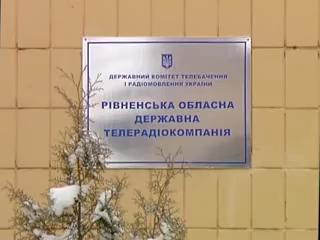 ДЕРЖАВНИЙ КОМІТЕТ ТЕЛЕБАЧЕННЯ
І РАДІОМОВЛЕННЯ УКРАЇНИ
РІВНЕНСЬКА ОБЛАСНА
ДЕРЖАВНА
ТЕЛЕРАДІОКОМПАНІЯ